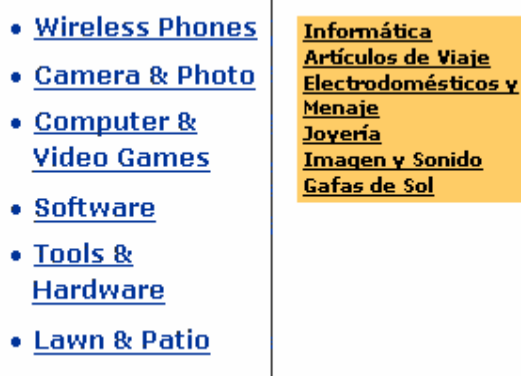 • Wireless Phones
• Camera & Photo
• Computer &
Video Games
• Software
• Tools &
Hardware
• Lawn & Patio
Informática
Artículos de Viaje
Electrodomésticos y
Menaje
Joyería
Imagen y Sonido
Gafas de Sol